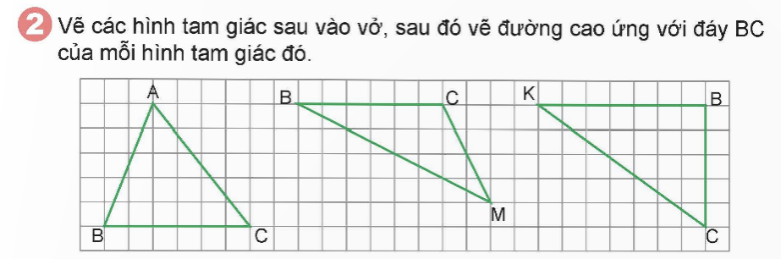 2 Vẽ các hình tam giác sau vào vở, sau đó vẽ đường cao ứng với đáy BC
của mỗi hình tam giác đó.
A B C K B
M
B C C